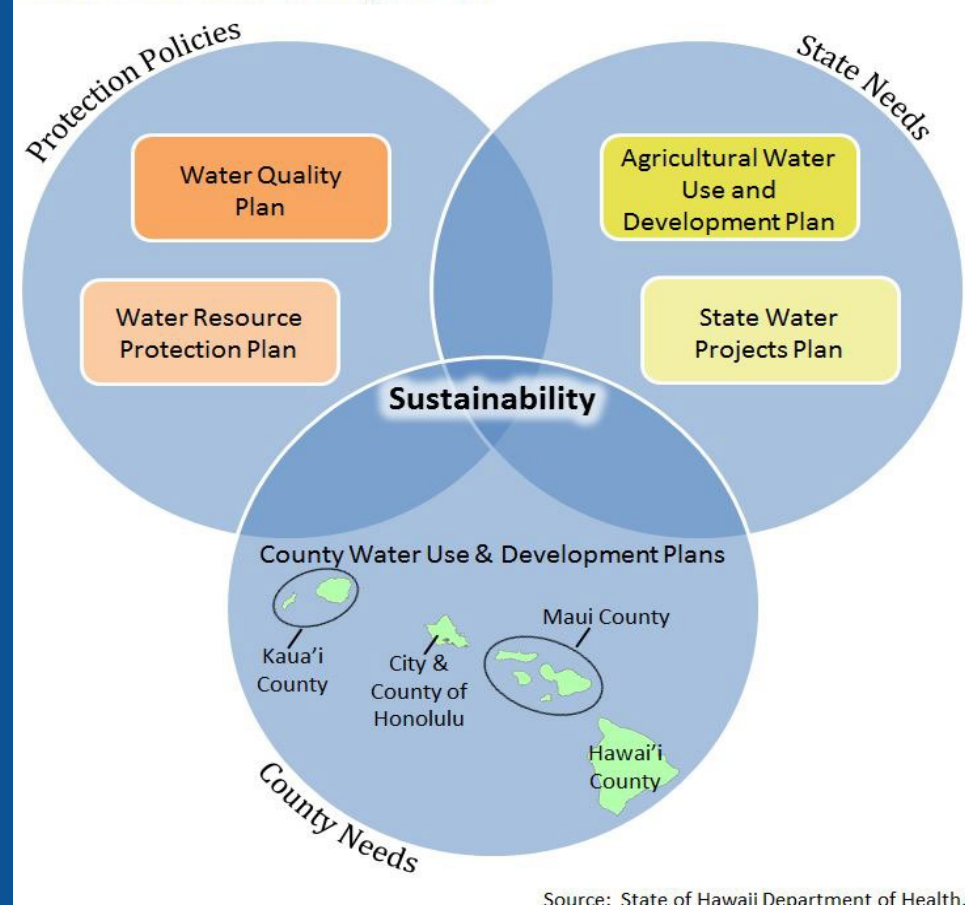 Protection Policies
State Needs
Water Quality
Plan
Agricultural Water
Use and
Development Plan
Water Resource
Protection Plan
State Water
Projects Plan
Sustainability
County Water Use & Development Plans
Kaua'i
County
City &
County of
Honolulu
Maui County
Hawai'i
County
County Needs
Source: State of Hawaii Department of Health.